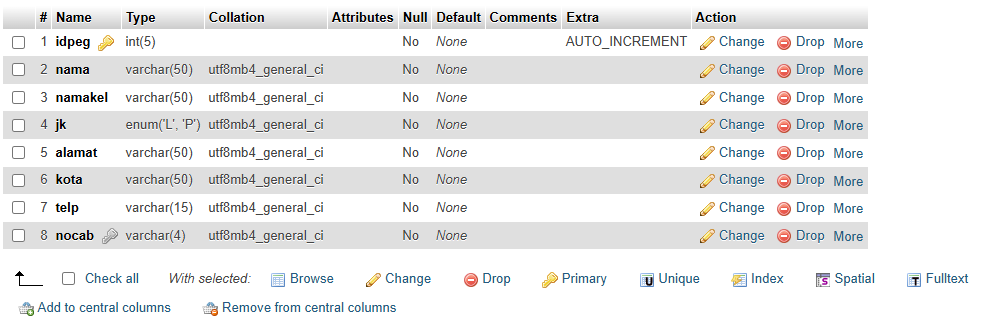 # Name Type Collation Attributes Null Default Comments Extra Action
1 idpeg int(5) No None AUTO_INCREMENT Change Drop More
2 nama varchar(50) utf8mb4_general_ci No None Change Drop More
3 namakel varchar(50) utf8mb4_general_ci No None Change Drop More
4 jk enum('L', 'P') utf8mb4_general_ci No None Change Drop More
5 alamat varchar(50) utf8mb4_general_ci No None Change Drop More
6 kota varchar(50) utf8mb4_general_ci No None Change Drop More
7 telp varchar(15) utf8mb4_general_ci No None Change Drop More
8 nocab varchar(4) utf8mb4_general_ci No None Change Drop More
Check all With selected: Browse Change Drop Primary U Unique Index S Spatial T Fulltext
Add to central columns Remove from central columns